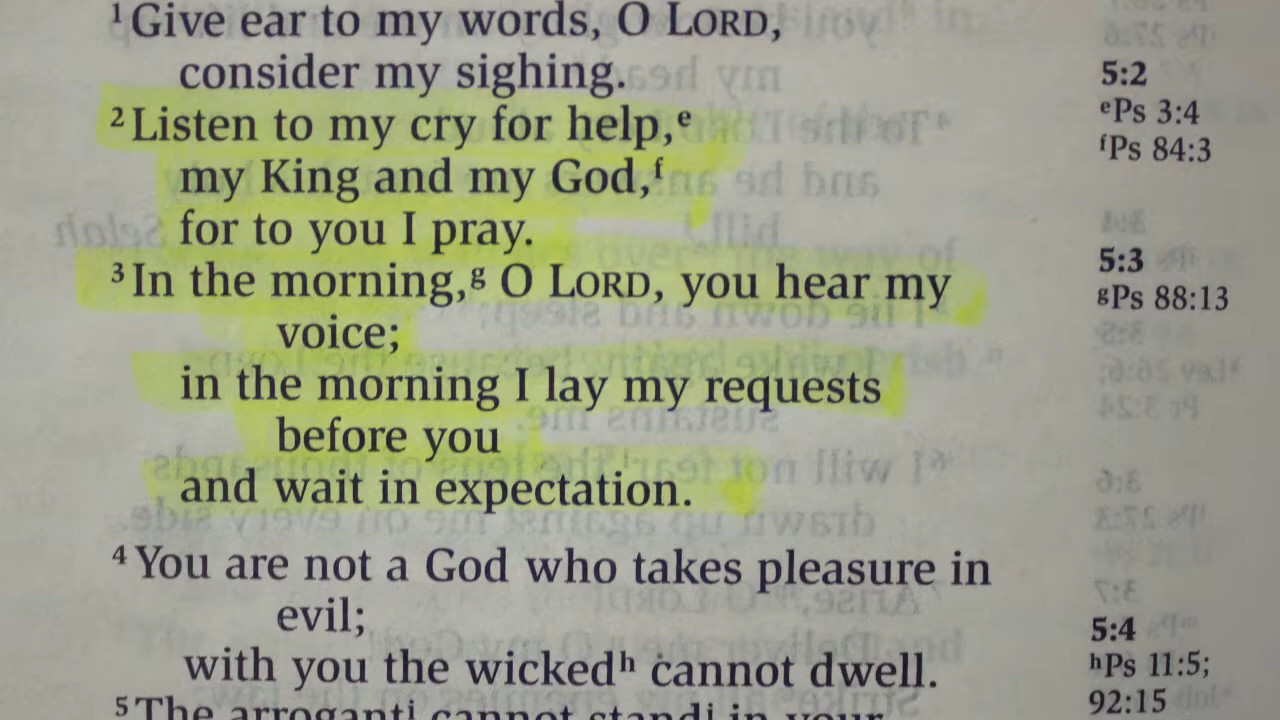 ¹Give ear to my words, O LORD,
consider my sighing.
²Listen to my cry for help,ᵉ
my King and my God,ᶠ
for to you I pray.
³In the morning,ᵍ O LORD, you hear my
voice;
in the morning I lay my requests
before you
and wait in expectation.
⁴You are not a God who takes pleasure in
evil;
with you the wickedʰ cannot dwell.
⁵The arrogantⁱ cannot standʲ in your
5:2
ᵉPs 3:4
ᶠPs 84:3
5:3
ᵍPs 88:13
5:4
ʰPs 11:5;
92:15